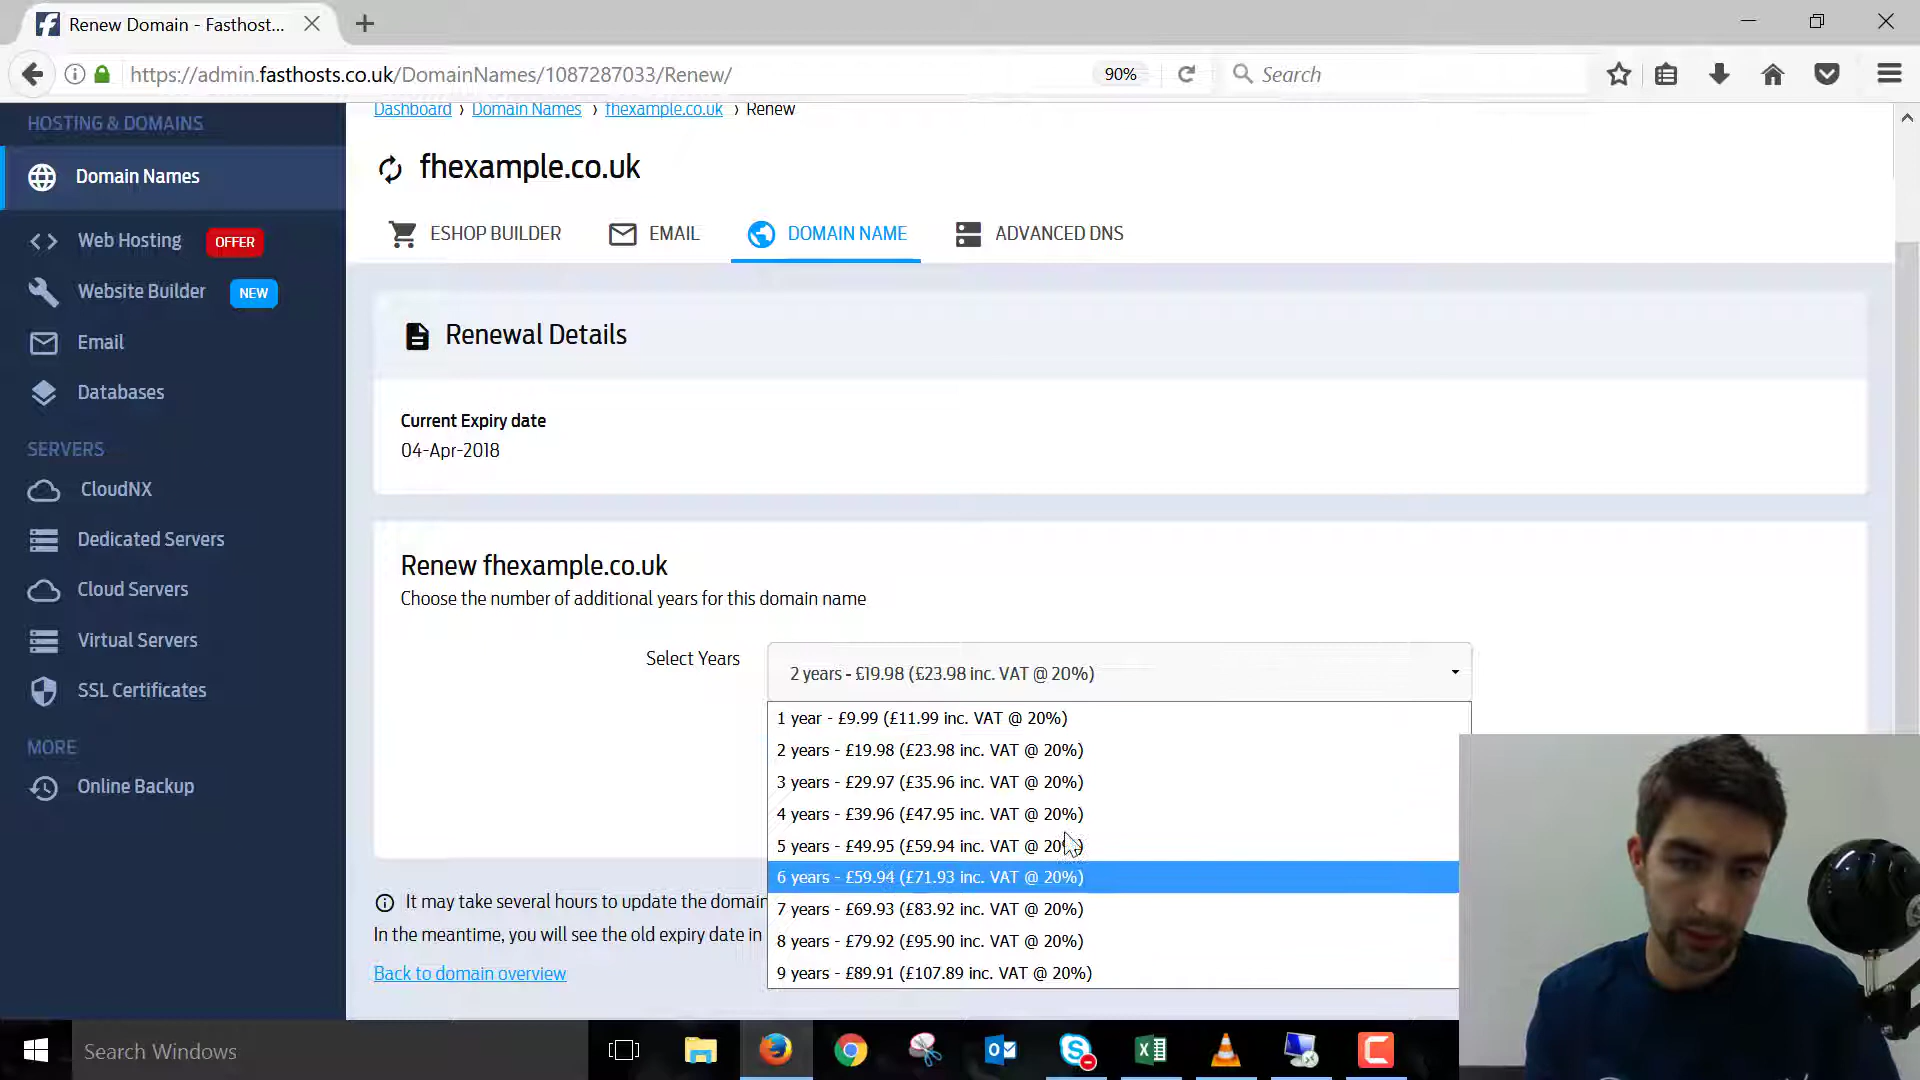 Renew Domain - Fasthost...
https://admin.fasthosts.co.uk/DomainNames/1087287033/Renew/
90%
Search
HOSTING & DOMAINS
Domain Names
Web Hosting OFFER
Website Builder NEW
Email
Databases
SERVERS
CloudNX
Dedicated Servers
Cloud Servers
Virtual Servers
SSL Certificates
MORE
Online Backup
Dashboard › Domain Names › fhexample.co.uk › Renew
fhexample.co.uk
ESHOP BUILDER EMAIL DOMAIN NAME ADVANCED DNS
Renewal Details
Current Expiry date
04-Apr-2018
Renew fhexample.co.uk
Choose the number of additional years for this domain name
Select Years
2 years - £19.98 (£23.98 inc. VAT @ 20%)
1 year - £9.99 (£11.99 inc. VAT @ 20%)
2 years - £19.98 (£23.98 inc. VAT @ 20%)
3 years - £29.97 (£35.96 inc. VAT @ 20%)
4 years - £39.96 (£47.95 inc. VAT @ 20%)
5 years - £49.95 (£59.94 inc. VAT @ 20%)
6 years - £59.94 (£71.93 inc. VAT @ 20%)
7 years - £69.93 (£83.92 inc. VAT @ 20%)
8 years - £79.92 (£95.90 inc. VAT @ 20%)
9 years - £89.91 (£107.89 inc. VAT @ 20%)
It may take several hours to update the domain
In the meantime, you will see the old expiry date in
Back to domain overview
Search Windows